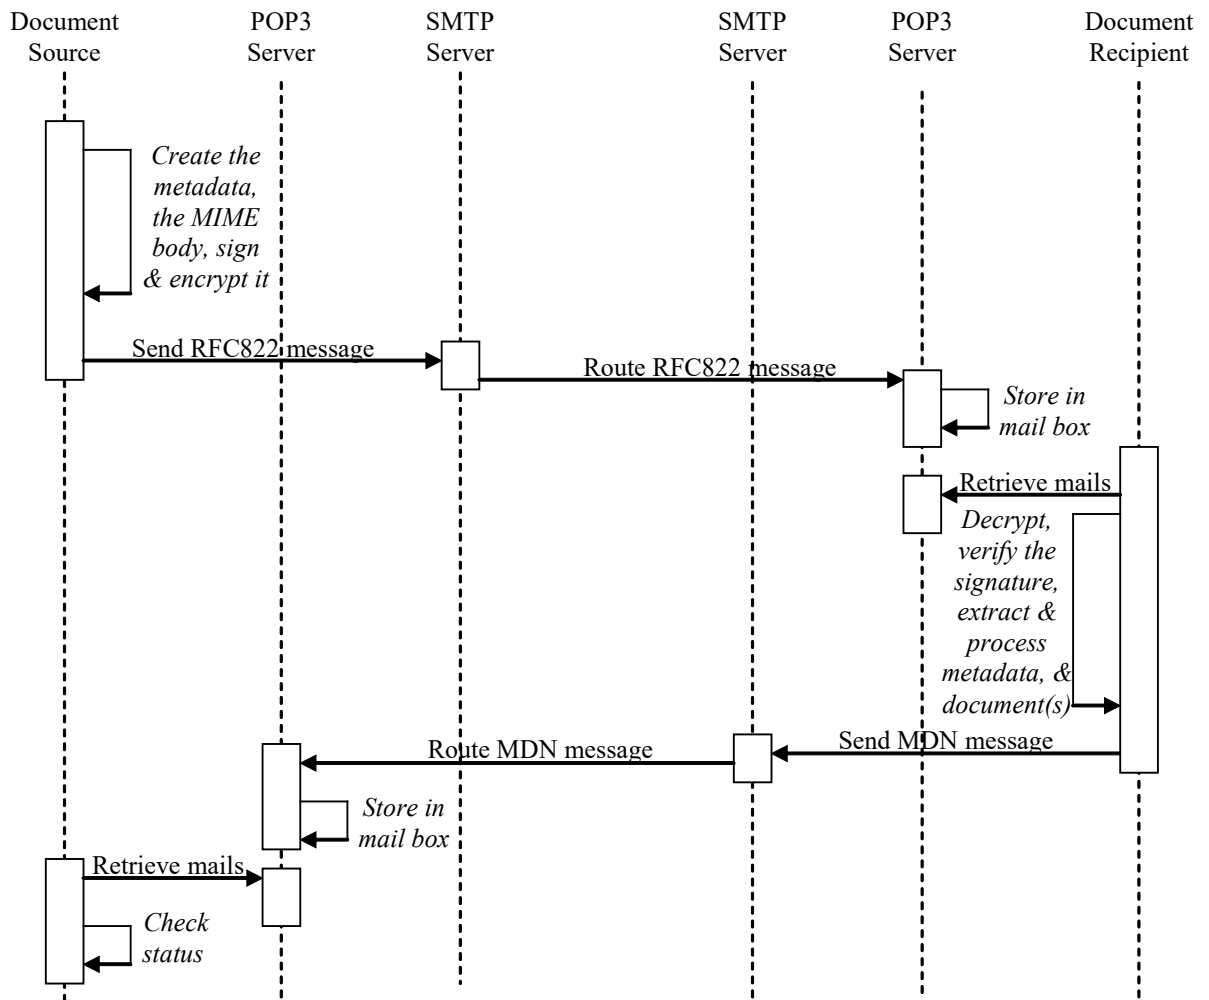 Document
Source
POP3
Server
SMTP
Server
SMTP
Server
POP3
Server
Document
Recipient
Create the
metadata,
the MIME
body, sign
& encrypt it
Send RFC822 message
Route RFC822 message
Store in
mail box
Retrieve mails
Decrypt,
verify the
signature,
extract &
process
metadata, &
document(s)
Send MDN message
Route MDN message
Store in
mail box
Retrieve mails
Check
status